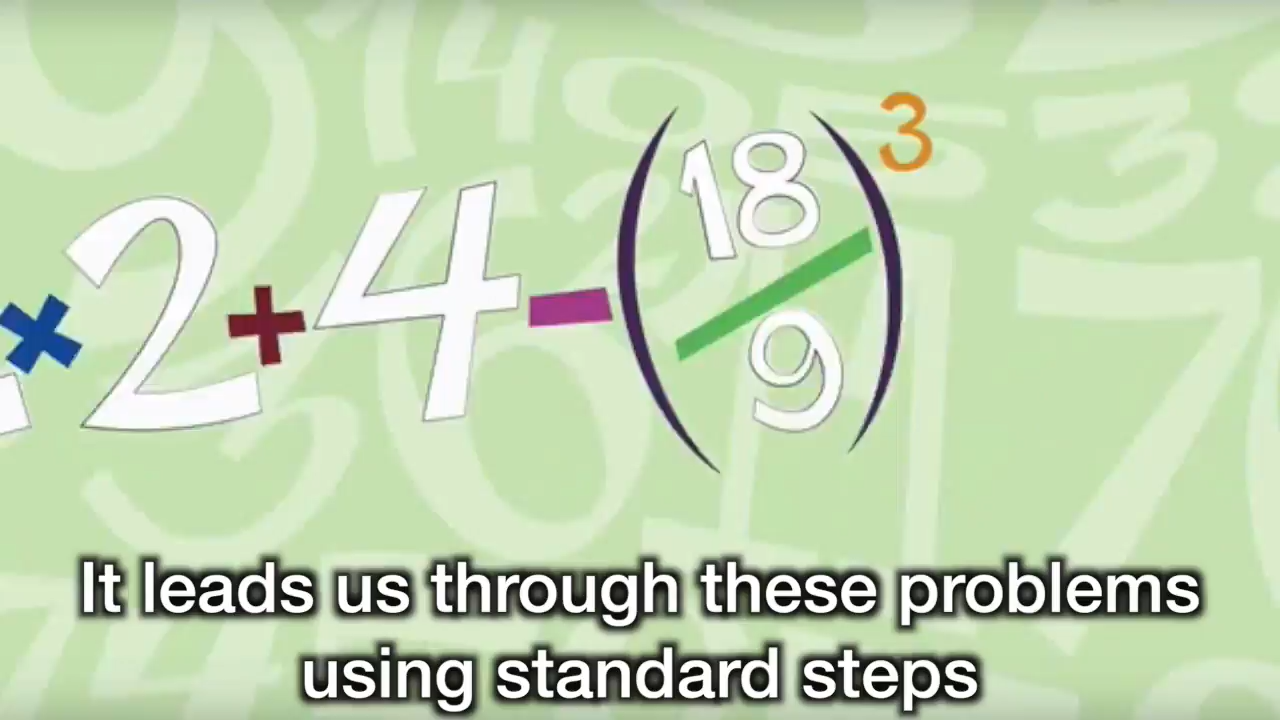 × 2 + 4 - (18/9)³
It leads us through these problems
using standard steps